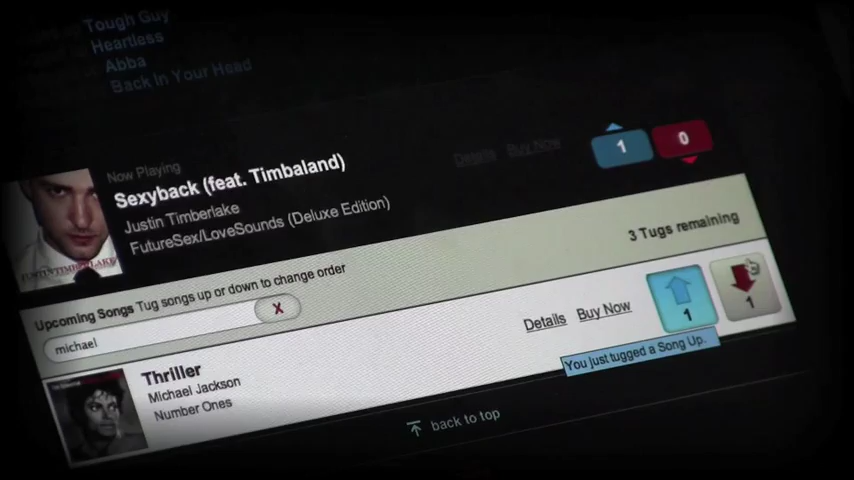 Tough Guy
Heartless
Abba
Back In Your Head
Now Playing
Sexyback (feat. Timbaland)
Justin Timberlake
FutureSex/LoveSounds (Deluxe Edition)
Details Buy Now
1 0
JUSTIN TIMBERLAKE
3 Tugs remaining
Upcoming Songs Tug songs up or down to change order
michael
X
Thriller
Michael Jackson
Number Ones
Details Buy Now
1 1
You just tugged a Song Up.
back to top